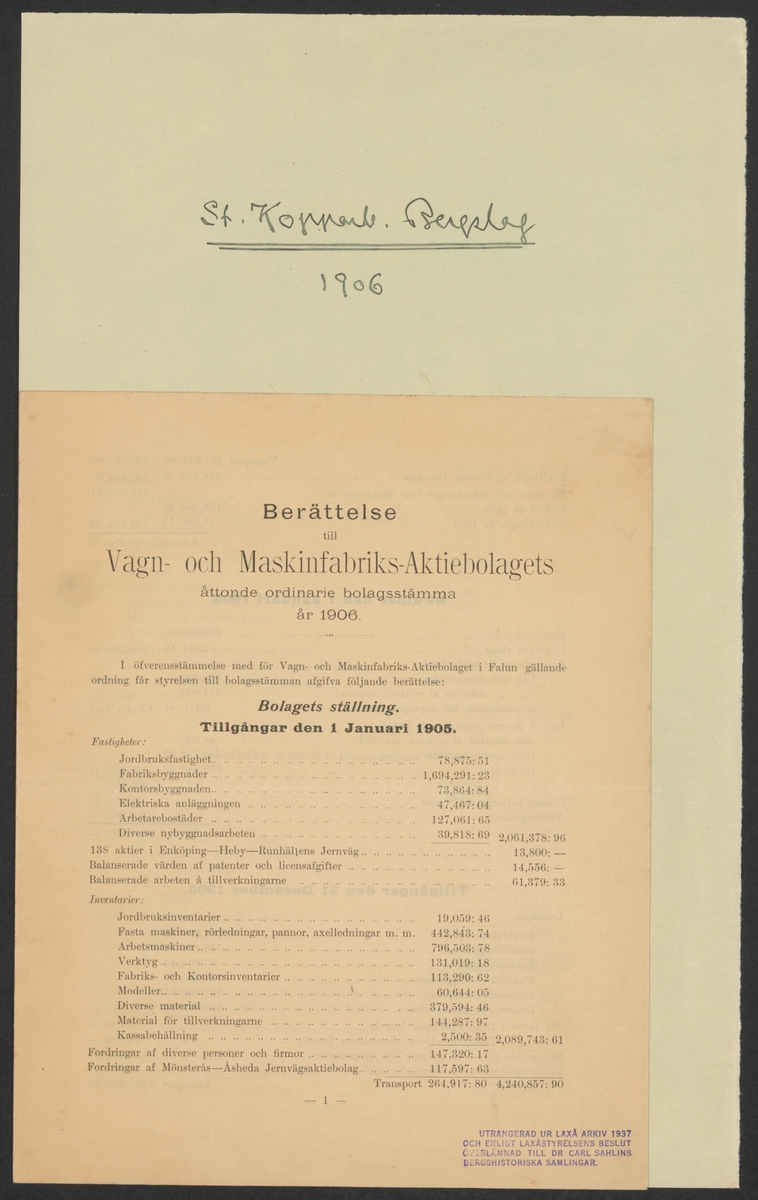 St. Kopparb. Bergslag
1906
Berättelse
till
Vagn- och Maskinfabriks-Aktiebolagets
åttonde ordinarie bolagsstämma
år 1906.
I öfverensstämmelse med för Vagn- och Maskinfabriks-Aktiebolaget i Falun gällande
ordning får styrelsen till bolagsstämman afgifva följande berättelse:
Bolagets ställning.
Tillgångar den 1 Januari 1905.
Fastigheter:
Jordbruksfastighet 78,875: 51
Fabriksbyggnader 1,694,291: 23
Kontorsbyggnaden 73,864: 84
Elektriska anläggningen 47,467: 04
Arbetarebostäder 127,061: 65
Diverse nybyggnadsarbeten 39,818: 69 2,061,378: 96
138 aktier i Enköping—Heby—Runhällens Jernväg 13,800: —
Balanserade värden af patenter och licensafgifter 14,556: —
Balanserade arbeten å tillverkningarne 61,379: 33
Inventarier:
Jordbruksinventarier 19,059: 46
Fasta maskiner, rörledningar, pannor, axelledningar m. m. 442,843: 74
Arbetsmaskiner 796,503: 78
Verktyg 131,019: 18
Fabriks- och Kontorsinventarier 113,290: 62
Modeller 60,644: 05
Diverse material 379,594: 46
Material för tillverkningarne 144,287: 97
Kassabehållning 2,500: 35 2,089,743: 61
Fordringar af diverse personer och firmor 147,320: 17
Fordringar af Mönsterås—Åsheda Jernvägsaktiebolag 117,597: 63
Transport 264,917: 80 4,240,857: 90
— 1 —
UTRANGERAD UR LAXÅ ARKIV 1937
OCH ENLIGT LAXÅSTYRELSENS BESLUT
ÖVERLÄMNAD TILL DR CARL SAHLINS
BERGSHISTORISKA SAMLINGAR.